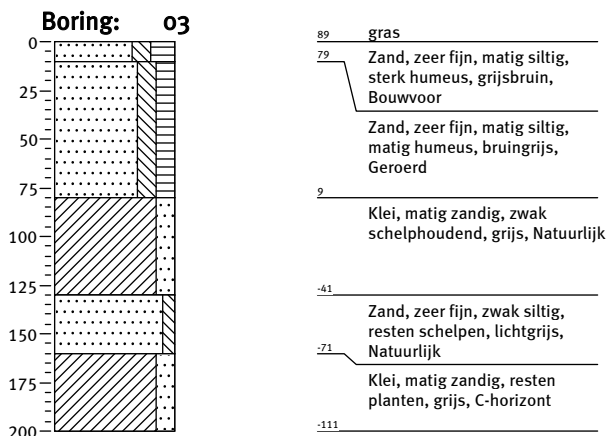 Boring: 03
0
25
50
75
100
125
150
175
200
89
gras
79
Zand, zeer fijn, matig siltig,
sterk humeus, grijsbruin,
Bouwvoor
Zand, zeer fijn, matig siltig,
matig humeus, bruingrijs,
Geroerd
9
Klei, matig zandig, zwak
schelphoudend, grijs, Natuurlijk
-41
Zand, zeer fijn, zwak siltig,
resten schelpen, lichtgrijs,
Natuurlijk
-71
Klei, matig zandig, resten
planten, grijs, C-horizont
-111